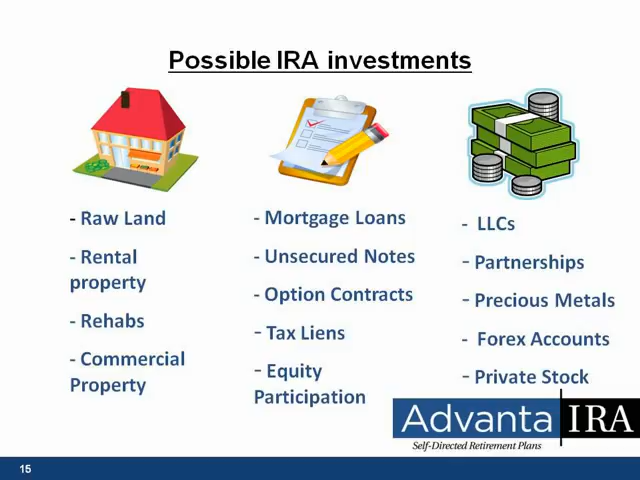 Possible IRA investments
- Raw Land
- Rental
property
- Rehabs
- Commercial
Property
- Mortgage Loans
- Unsecured Notes
- Option Contracts
- Tax Liens
- Equity
Participation
- LLCs
- Partnerships
- Precious Metals
- Forex Accounts
- Private Stock
Advanta IRA
Self-Directed Retirement Plans
15